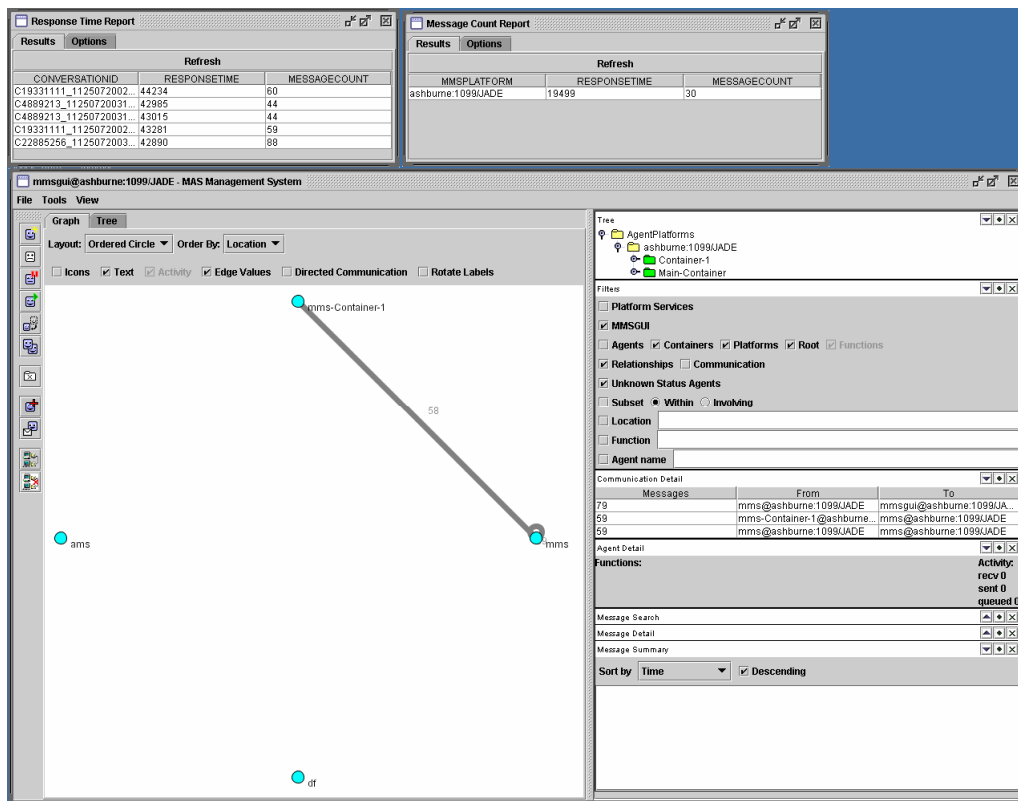 Response Time Report
Results Options
Refresh
CONVERSATIONID RESPONSETIME MESSAGECOUNT
C19331111_1125072002... 44234 60
C4889213_11250720031... 42985 44
C4889213_11250720031... 43015 44
C19331111_1125072002... 43281 59
C22885256_1125072003... 42890 88
Message Count Report
Results Options
Refresh
MMSPLATFORM RESPONSETIME MESSAGECOUNT
ashburne:1099/JADE 19499 30
mmsgui@ashburne:1099/JADE - MAS Management System
File Tools View
Graph Tree
Layout: Ordered Circle Order By: Location
Icons Text Activity Edge Values Directed Communication Rotate Labels
mms-Container-1
58
ams
mms
df
Tree
AgentPlatforms
ashburne:1099/JADE
Container-1
Main-Container
Filters
Platform Services
MMSGUI
Agents Containers Platforms Root Functions
Relationships Communication
Unknown Status Agents
Subset Within Involving
Location
Function
Agent name
Communication Detail
Messages From To
79 mms@ashburne:1099/JADE mmsgui@ashburne:1099/JA...
59 mms-Container-1@ashburne... mms@ashburne:1099/JADE
59 mms@ashburne:1099/JADE mms@ashburne:1099/JADE
Agent Detail
Functions: Activity:
recv 0
sent 0
queued 0
Message Search
Message Detail
Message Summary
Sort by Time Descending